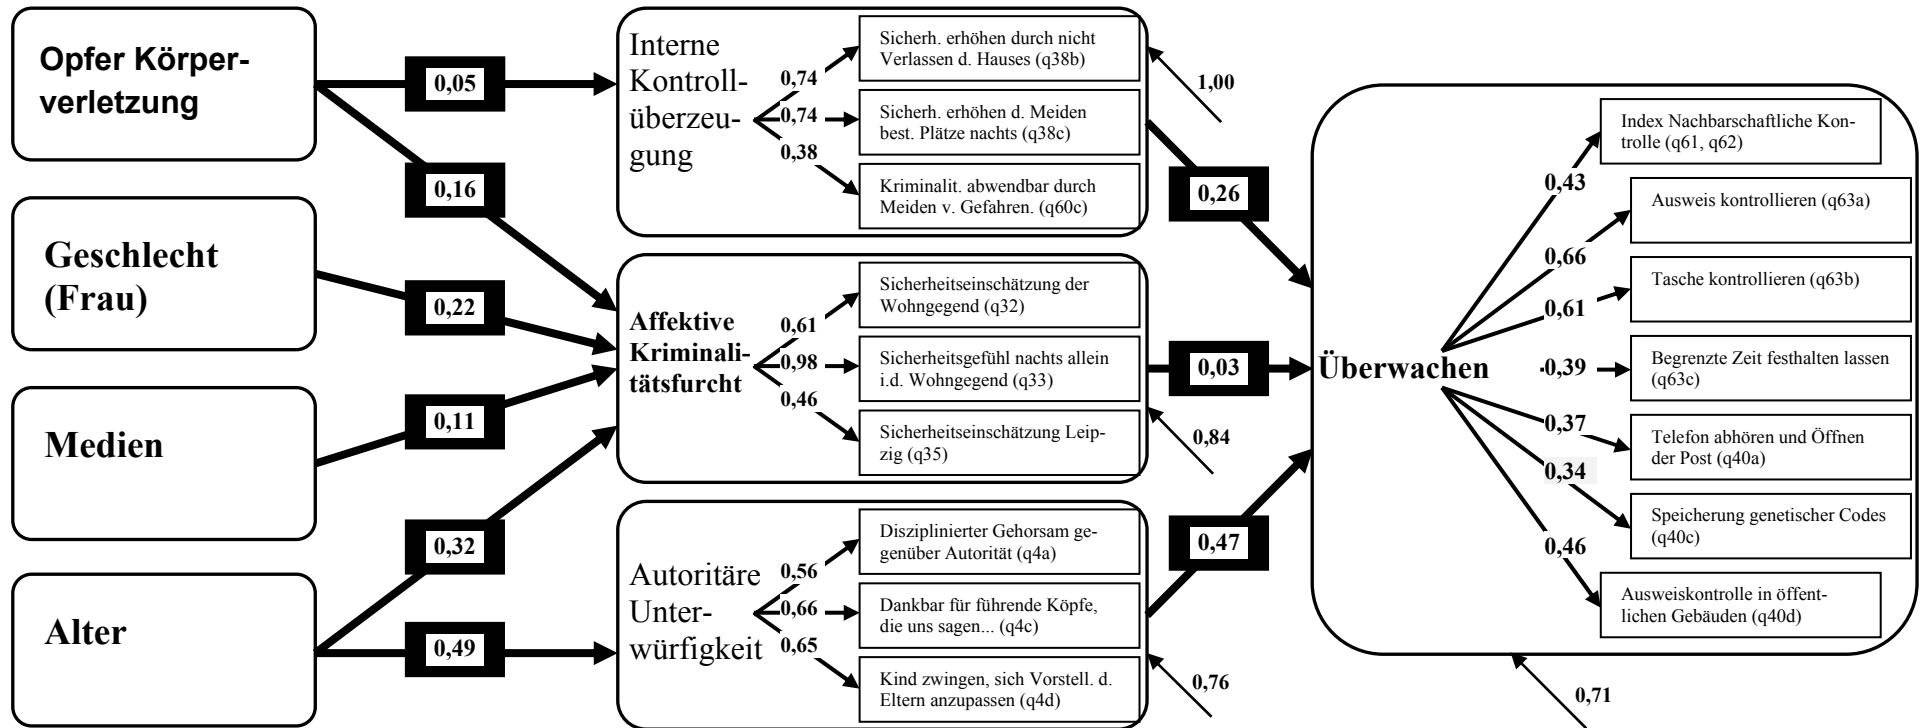 Opfer Körper-
verletzung
Geschlecht
(Frau)
Medien
Alter
0,05
0,16
0,22
0,11
0,32
0,49
Interne
Kontroll-
überzeu-
gung
0,74
0,74
0,38
Sicherh. erhöhen durch nicht
Verlassen d. Hauses (q38b)
Sicherh. erhöhen d. Meiden
best. Plätze nachts (q38c)
Kriminalit. abwendbar durch
Meiden v. Gefahren. (q60c)
1,00
Affektive
Kriminali-
tätsfurcht
0,61
0,98
0,46
Sicherheitseinschätzung der
Wohngegend (q32)
Sicherheitsgefühl nachts allein
i.d. Wohngegend (q33)
Sicherheitseinschätzung Leip-
zig (q35)
0,84
Autoritäre
Unter-
würfigkeit
0,56
0,66
0,65
Disziplinierter Gehorsam ge-
genüber Autorität (q4a)
Dankbar für führende Köpfe,
die uns sagen... (q4c)
Kind zwingen, sich Vorstell. d.
Eltern anzupassen (q4d)
0,76
0,26
0,03
0,47
Überwachen
0,43
0,66
0,61
0,39
0,37
0,34
0,46
Index Nachbarschaftliche Kon-
trolle (q61, q62)
Ausweis kontrollieren (q63a)
Tasche kontrollieren (q63b)
Begrenzte Zeit festhalten lassen
(q63c)
Telefon abhören und Öffnen
der Post (q40a)
Speicherung genetischer Codes
(q40c)
Ausweiskontrolle in öffent-
lichen Gebäuden (q40d)
0,71